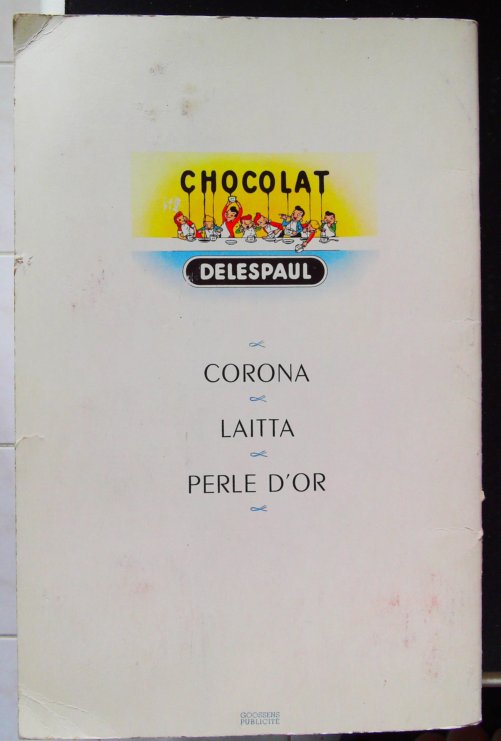 CHOCOLAT
DELESPAUL
CORONA
LAITTA
PERLE D'OR
GOOSSENS
PUBLICITÉ